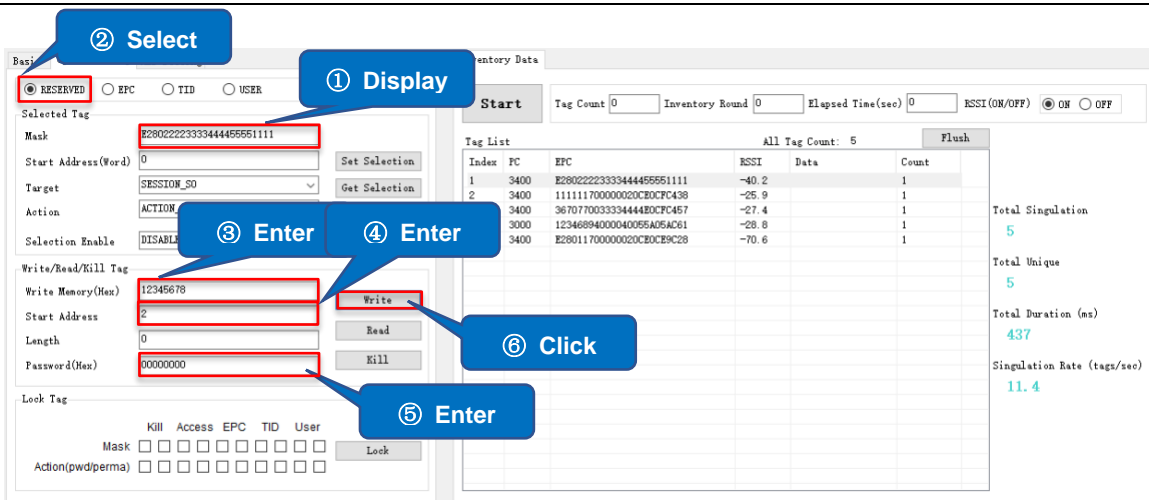 ② Select
① Display
Basi
entory Data
RESERVED EPC TID USER
Start
Tag Count 0 Inventory Round 0 Elapsed Time(sec) 0 RSSI(ON/OFF) ON OFF
Selected Tag
Mask E28022223333444455551111
Start Address(Word) 0 Set Selection
Target SESSION_S0 Get Selection
Action ACTION_
Selection Enable DISABLE
Tag List All Tag Count: 5 Flush
Index PC EPC RSSI Data Count
1 3400 E28022223333444455551111 -40.2 1
2 3400 111111700000020CE0CFC438 -25.9 1
3400 36707700333344440CFC457 -27.4 1
3000 12346894000040055A05AC61 -28.8 1
3400 E28011700000020CE0CE9C28 -70.6 1
③ Enter
④ Enter
Write/Read/Kill Tag
Write Memory(Hex) 12345678 Write
Start Address 2
Length 0 Read
Password(Hex) 00000000 Kill
⑥ Click
⑤ Enter
Total Singulation
5
Total Unique
5
Total Duration (ms)
437
Singulation Rate (tags/sec)
11.4
Lock Tag
Kill Access EPC TID User
Mask
Action(pwd/perma)
Lock